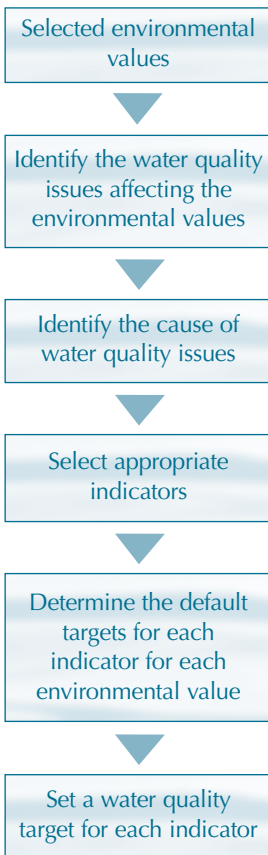 Selected environmental
values
Identify the water quality
issues affecting the
environmental values
Identify the cause of
water quality issues
Select appropriate
indicators
Determine the default
targets for each
indicator for each
environmental value
Set a water quality
target for each indicator